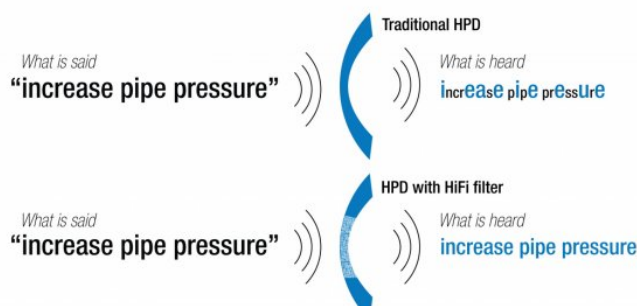 Traditional HPD
What is said
What is heard
“increase pipe pressure”
increase pipe pressure
HPD with HiFi filter
What is said
What is heard
“increase pipe pressure”
increase pipe pressure